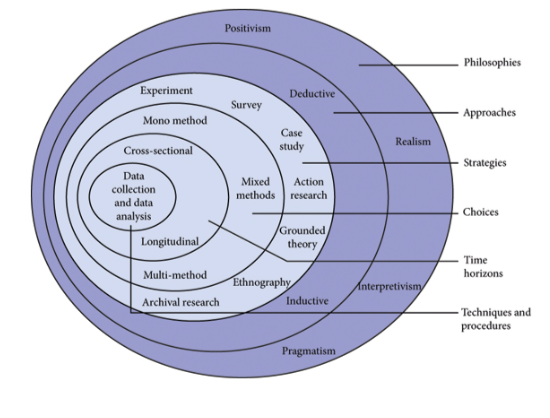 Positivism
Philosophies
Experiment
Survey
Deductive
Approaches
Mono method
Case
study
Realism
Cross-sectional
Strategies
Data
collection
and data
analysis
Mixed
methods
Action
research
Choices
Longitudinal
Grounded
theory
Time
horizons
Multi-method
Ethnography
Interpretivism
Archival research
Inductive
Techniques and
procedures
Pragmatism